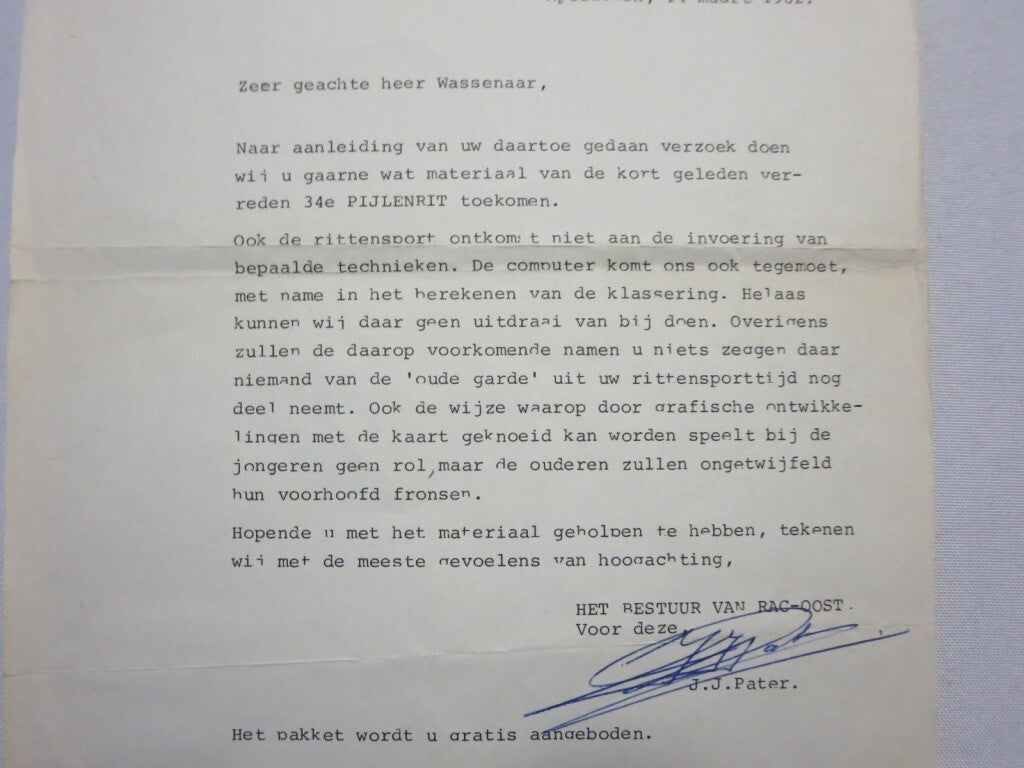 14 maart 1982.
Zeer geachte heer Wassenaar,
Naar aanleiding van uw daartoe gedaan verzoek doen
wij u gaarne wat materiaal van de kort geleden ver-
reden 34e PIJLENRIT toekomen.
Ook de rittensport ontkomt niet aan de invoering van
bepaalde technieken. De computer komt ons ook tegemoet,
met name in het berekenen van de klassering. Helaas
kunnen wij daar geen uitdraai van bij doen. Overigens
zullen de daarop voorkomende namen u niets zeggen daar
niemand van de 'oude garde' uit uw rittensporttijd nog
deel neemt. Ook de wijze waarop door grafische ontwikke-
lingen met de kaart geknoeid kan worden speelt bij de
jongeren geen rol, maar de ouderen zullen ongetwijfeld
hun voorhoofd fronsen.
Hopende u met het materiaal geholpen te hebben, tekenen
wij met de meeste gevoelens van hoogachting,
HET BESTUUR VAN RAC-OOST.
Voor deze,
J.J.Pater.
Het pakket wordt u gratis aangeboden.